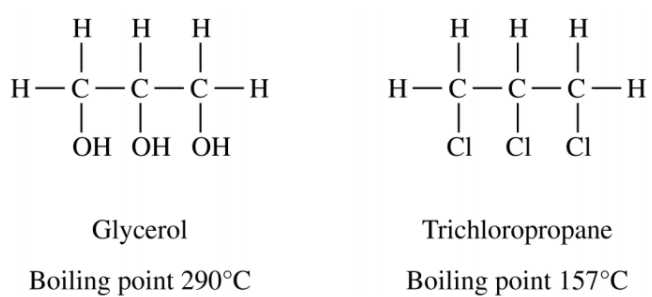 H H H H H H
H—C—C—C—H H—C—C—C—H
OH OH OH Cl Cl Cl
Glycerol Trichloropropane
Boiling point 290°C Boiling point 157°C